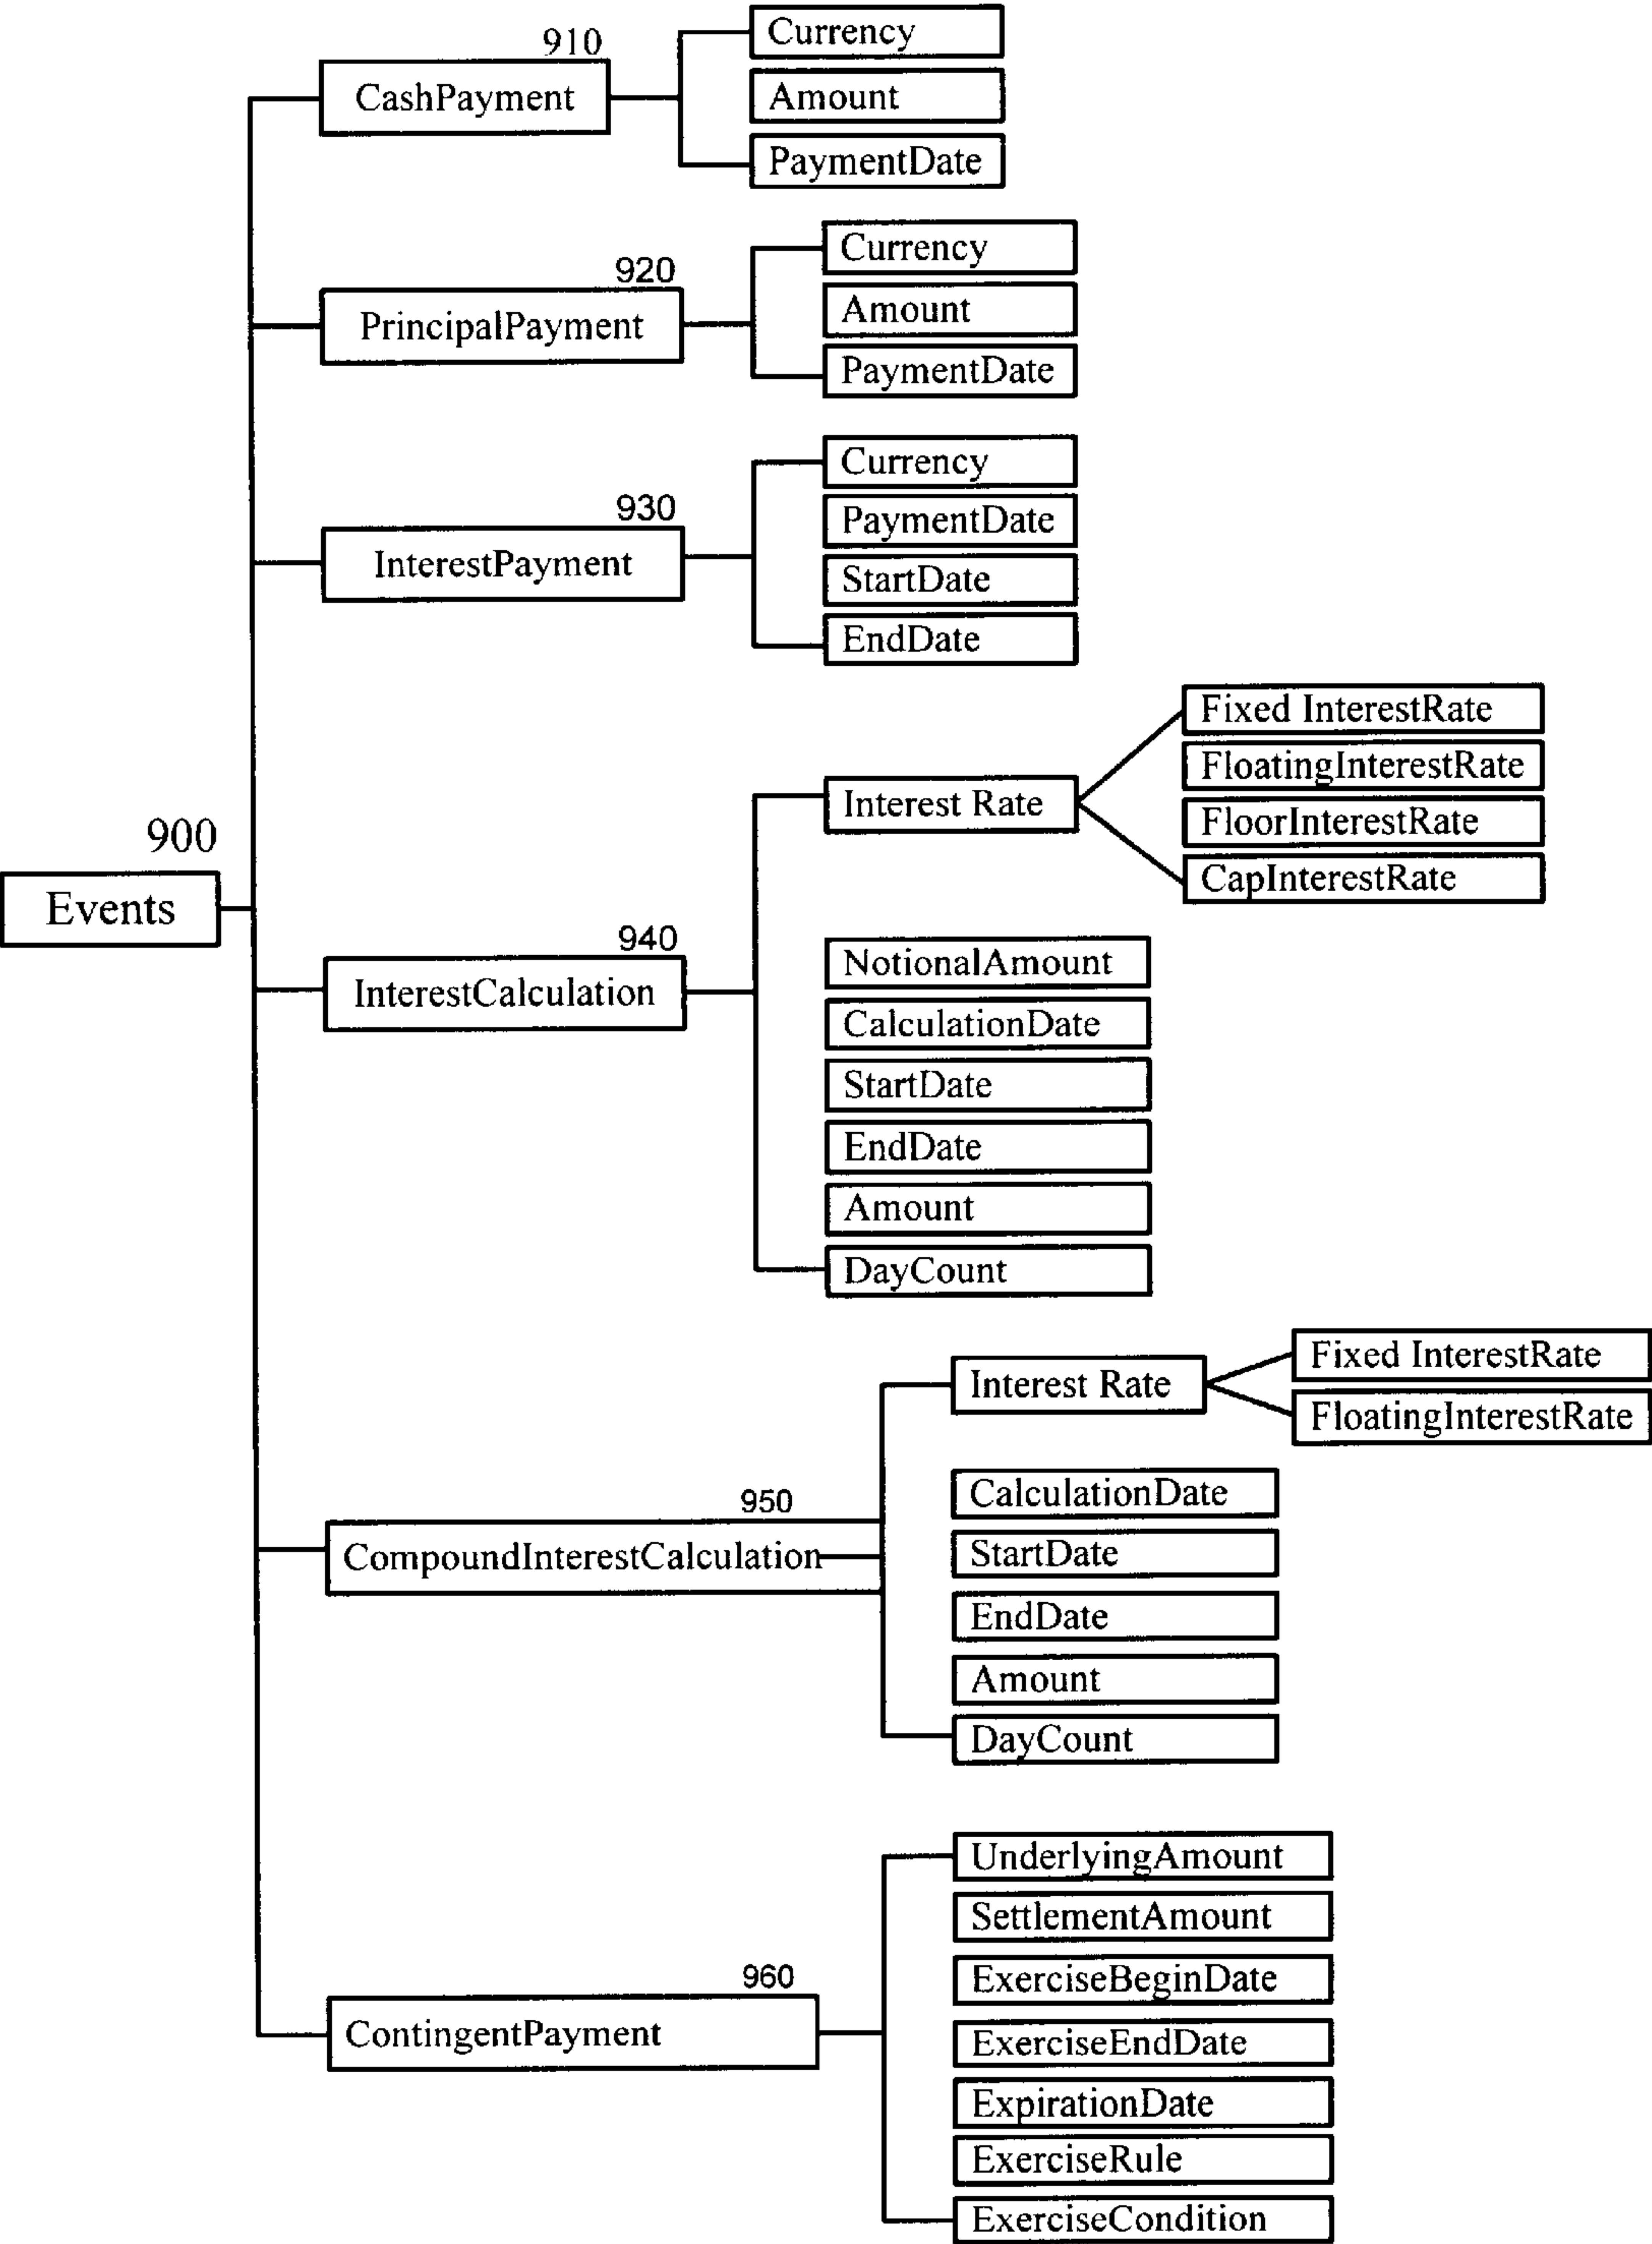 910
CashPayment
Currency
Amount
PaymentDate
920
PrincipalPayment
Currency
Amount
PaymentDate
930
InterestPayment
Currency
PaymentDate
StartDate
EndDate
900
Events
940
InterestCalculation
Interest Rate
Fixed InterestRate
FloatingInterestRate
FloorInterestRate
CapInterestRate
NotionalAmount
CalculationDate
StartDate
EndDate
Amount
DayCount
950
CompoundInterestCalculation
Interest Rate
Fixed InterestRate
FloatingInterestRate
CalculationDate
StartDate
EndDate
Amount
DayCount
960
ContingentPayment
UnderlyingAmount
SettlementAmount
ExerciseBeginDate
ExerciseEndDate
ExpirationDate
ExerciseRule
ExerciseCondition